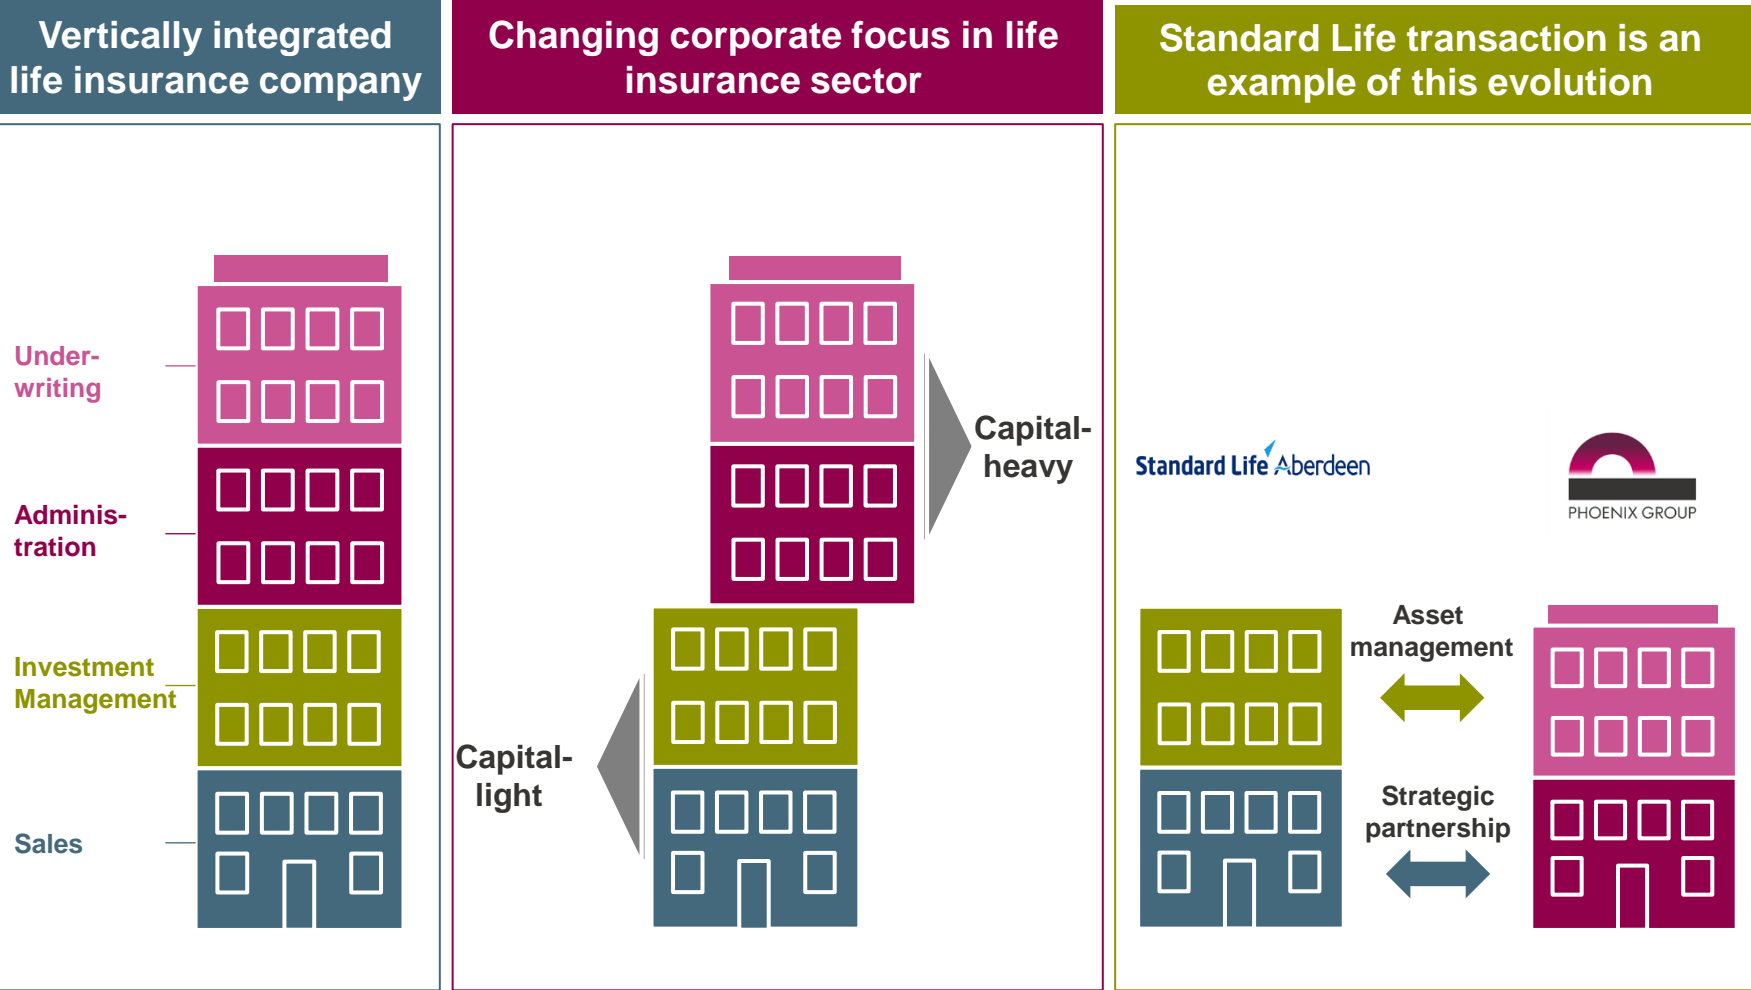 Vertically integrated
life insurance company
Changing corporate focus in life
insurance sector
Standard Life transaction is an
example of this evolution
Under-
writing
Adminis-
tration
Investment
Management
Sales
Capital-
heavy
Capital-
light
Standard Life Aberdeen
PHOENIX GROUP
Asset
management
Strategic
partnership